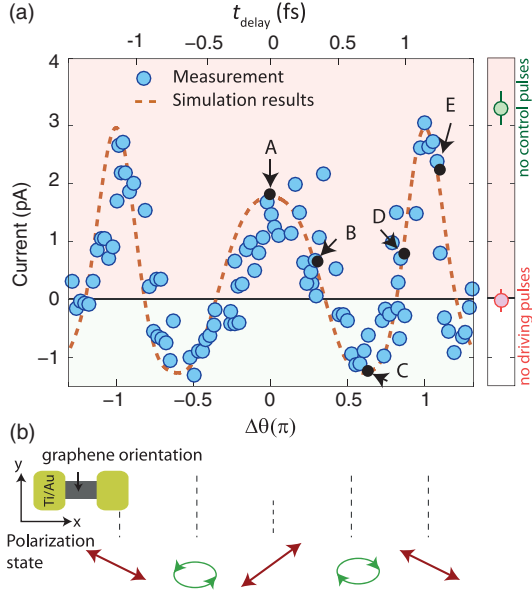 (a)
t_delay (fs)
-1 −0.5 0 0.5 1
4
3
2
1
0
−1
Current (pA)
Measurement
Simulation results
A
B
C
D
E
−1 −0.5 0 0.5 1
Δθ(π)
no control pulses
no driving pulses
(b)
graphene orientation
y
Ti/Au
x
Polarization
state